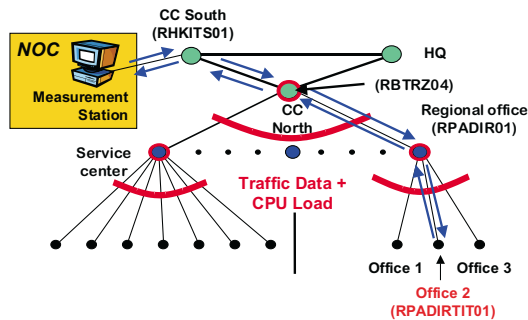 CC South
(RHKITS01)
NOC
HQ
Measurement
Station
(RBTRZ04)
CC
North
Regional office
(RPADIR01)
Service
center
Traffic Data +
CPU Load
Office 1
Office 3
Office 2
(RPADIRTIT01)